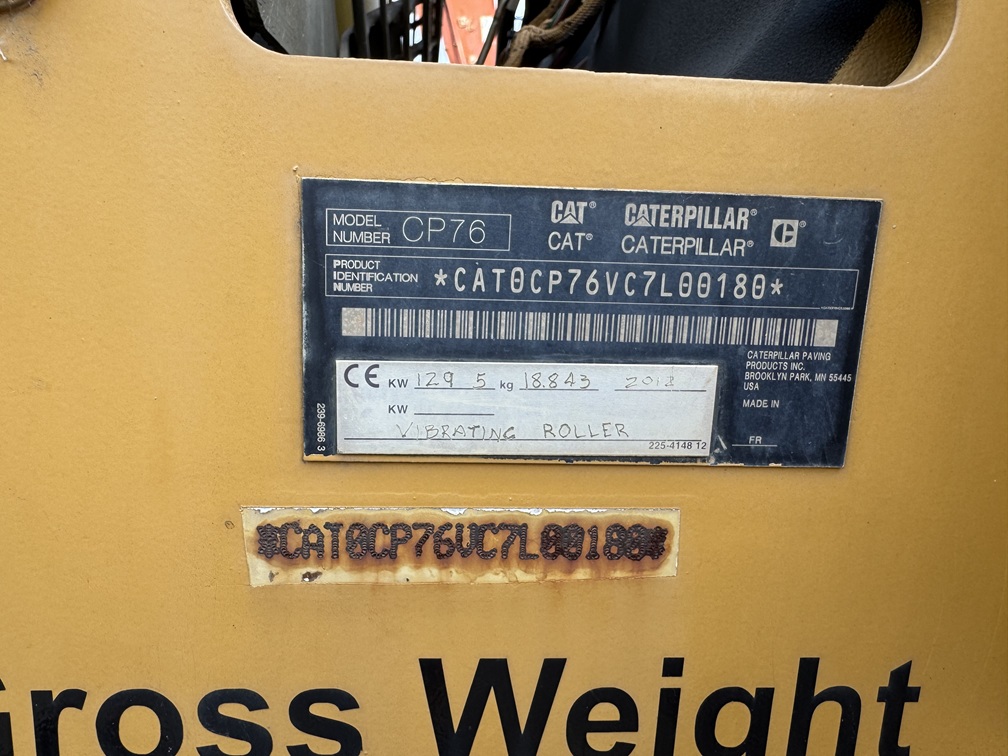 MODEL NUMBER CP76
CAT® CATERPILLAR®
CAT® CATERPILLAR® C®
PRODUCT IDENTIFICATION NUMBER *CAT0CP76VC7L00180*
CE KW 129 5 kg 18.843 2012
KW
VIBRATING ROLLER
225-4148 12
239-6986 3
CATERPILLAR PAVING
PRODUCTS INC.
BROOKLYN PARK, MN 55445
USA
MADE IN
FR
*CAT0CP76VC7L00180*
Gross Weight